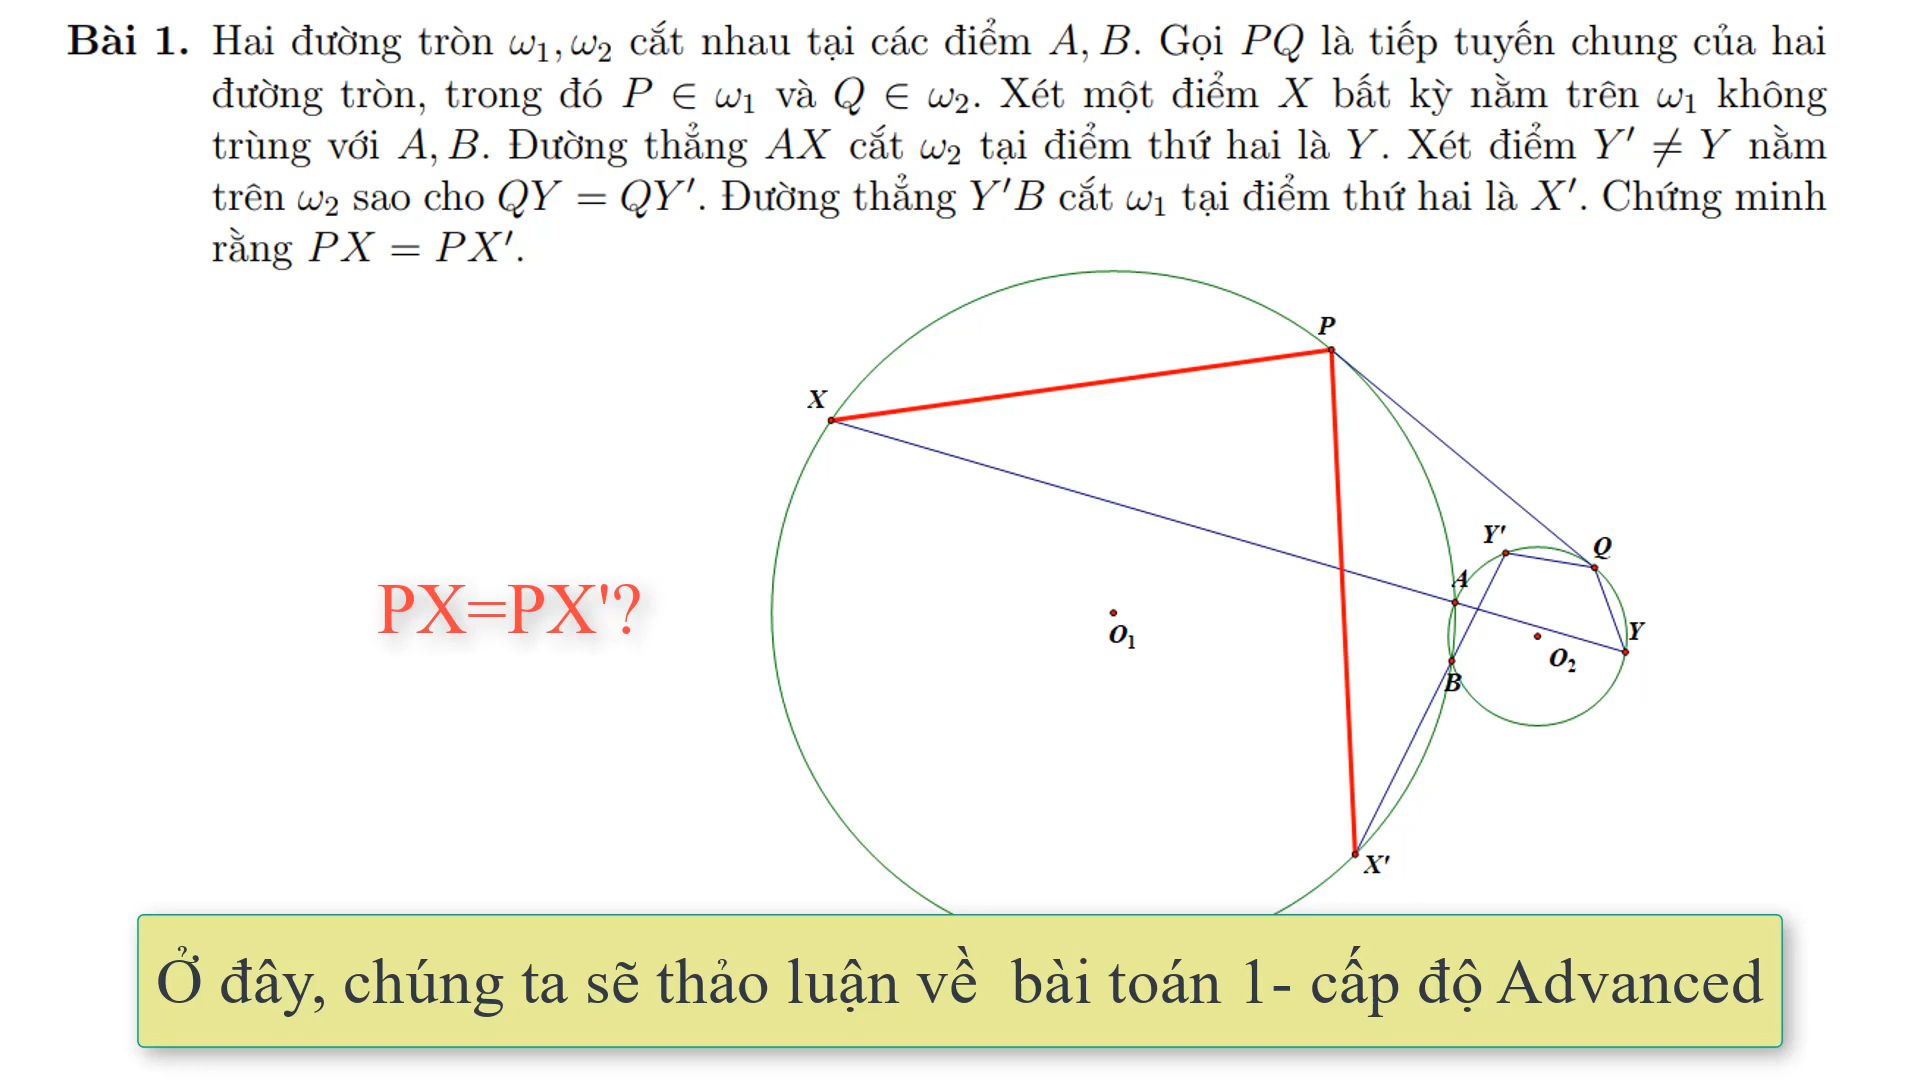 Bài 1. Hai đường tròn ω₁, ω₂ cắt nhau tại các điểm A, B. Gọi PQ là tiếp tuyến chung của hai
đường tròn, trong đó P ∈ ω₁ và Q ∈ ω₂. Xét một điểm X bất kỳ nằm trên ω₁ không
trùng với A, B. Đường thẳng AX cắt ω₂ tại điểm thứ hai là Y. Xét điểm Y′ ≠ Y nằm
trên ω₂ sao cho QY = QY′. Đường thẳng Y′B cắt ω₁ tại điểm thứ hai là X′. Chứng minh
rằng PX = PX′.
P
X
Y'
Q
A
PX=PX'?
O₁
Y
O₂
B
X'
Ở đây, chúng ta sẽ thảo luận về bài toán 1- cấp độ Advanced